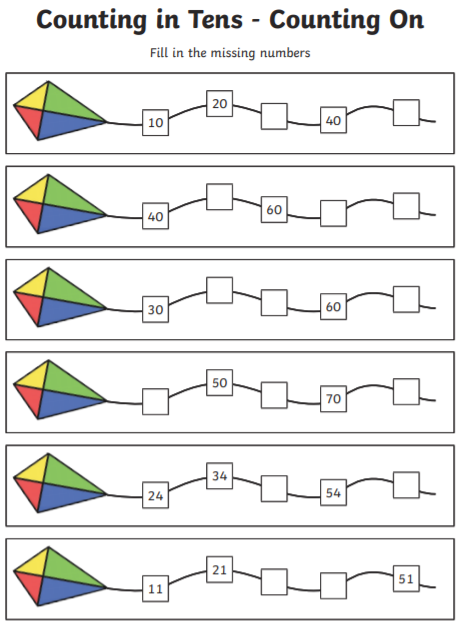 Counting in Tens - Counting On
Fill in the missing numbers
10 20 40
40 60
30 60
50 70
24 34 54
11 21 51